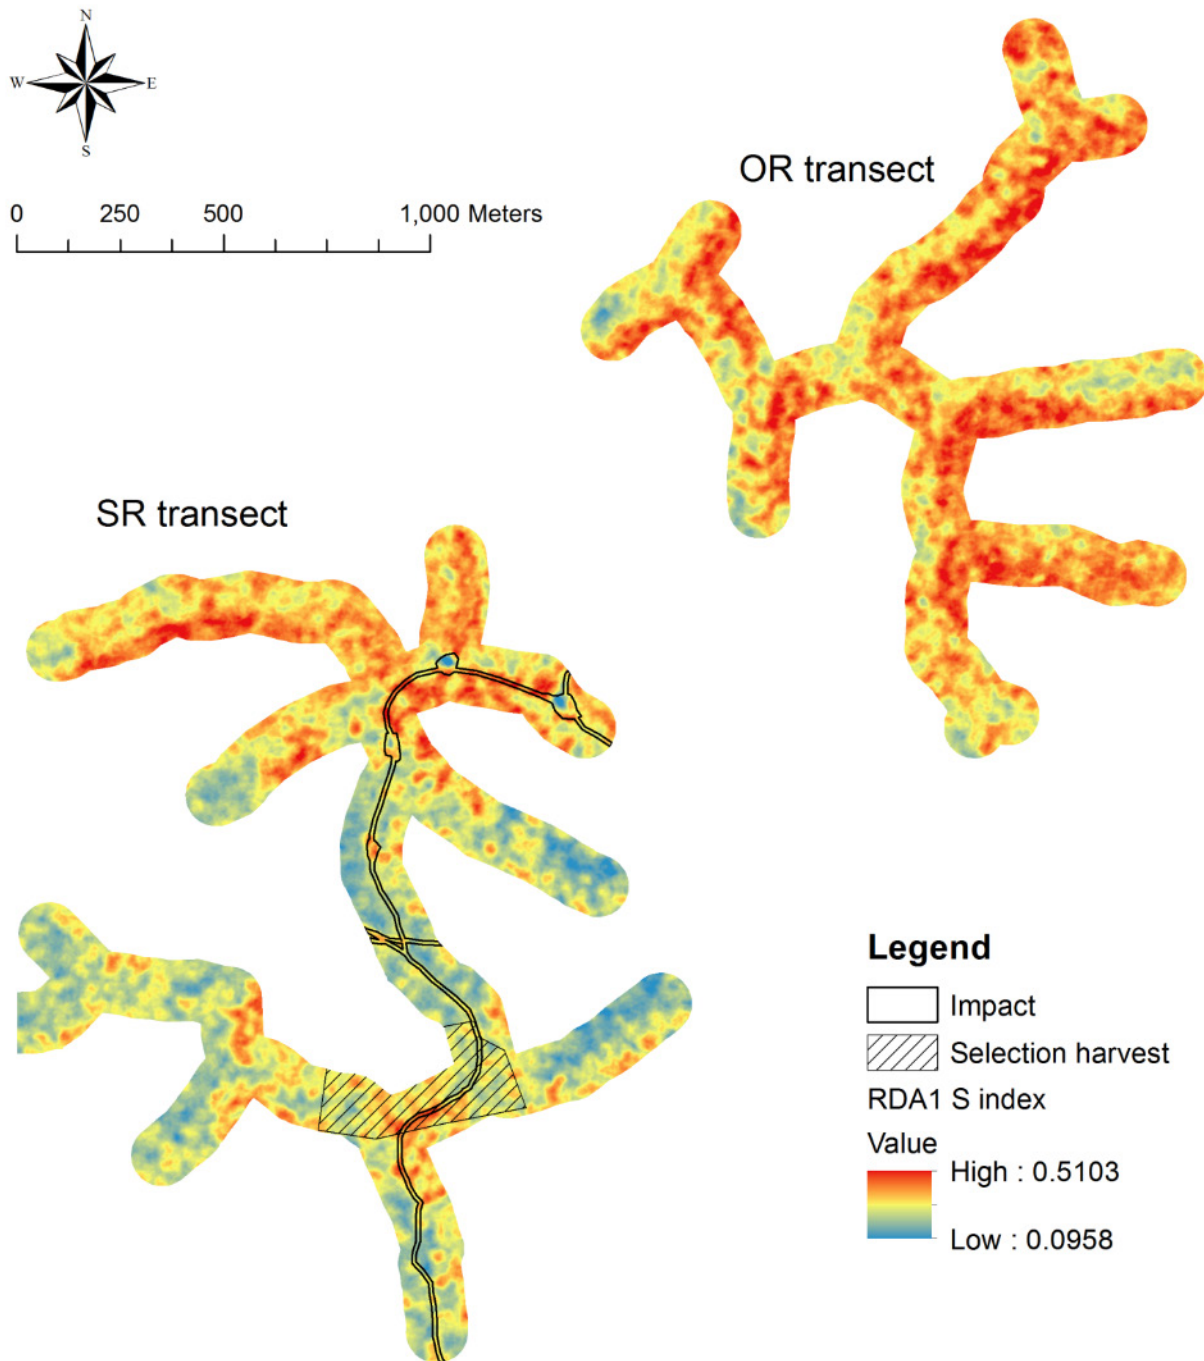 N
W
E
S
0 250 500 1,000 Meters
OR transect
SR transect
Legend
Impact
Selection harvest
RDA1 S index
Value
High : 0.5103
Low : 0.0958